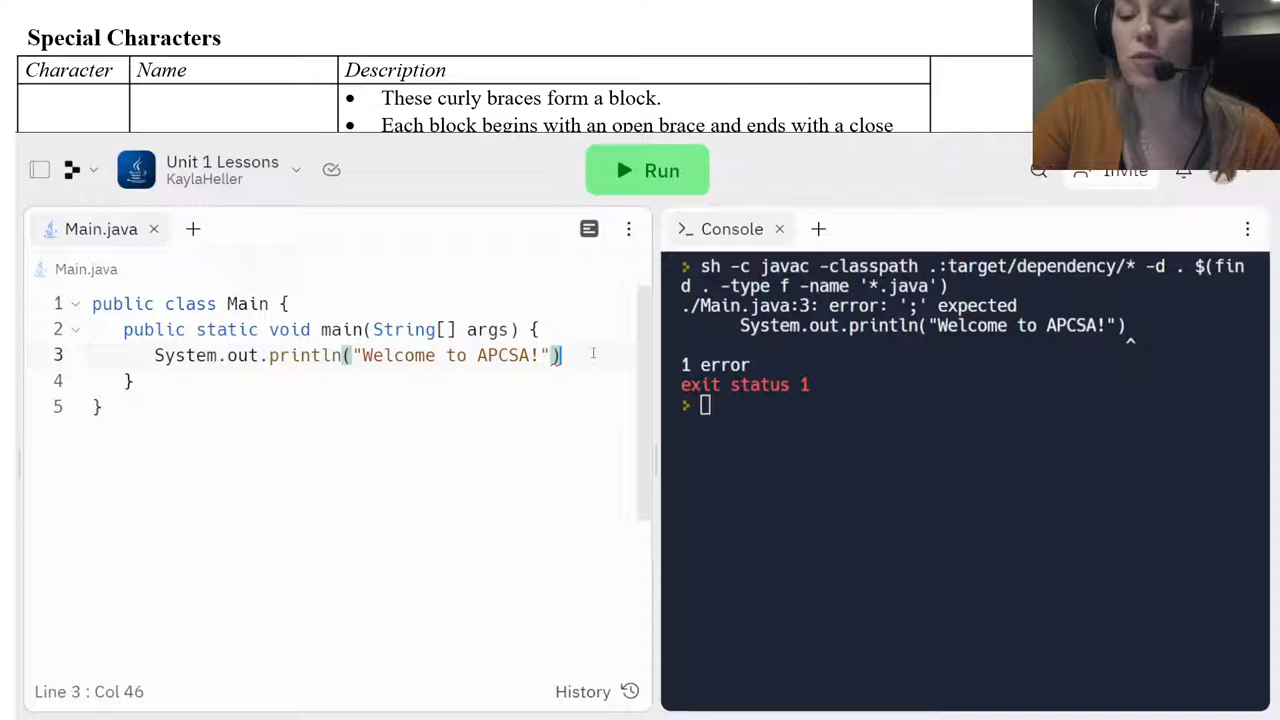 Special Characters
Character Name Description
• These curly braces form a block.
• Each block begins with an open brace and ends with a close
Unit 1 Lessons
KaylaHeller
Run
Invite
Main.java
Console
Main.java
1 public class Main {
2 public static void main(String[] args) {
3 System.out.println("Welcome to APCSA!")
4 }
5 }
Line 3 : Col 46
History
> sh -c javac -classpath .:target/dependency/* -d . $(fin
d . -type f -name '*.java')
./Main.java:3: error: ';' expected
System.out.println("Welcome to APCSA!")
^
1 error
exit status 1
>